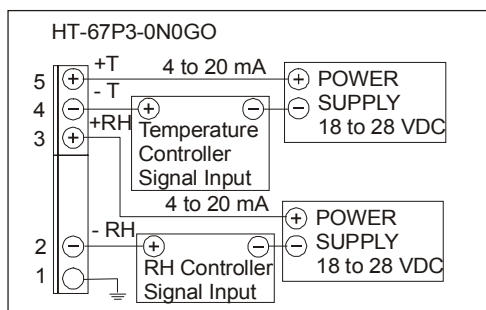 HT-67P3-0N0GO
5
+T
4 to 20 mA
+
POWER
SUPPLY
18 to 28 VDC
4
- T
3
+RH
Temperature
Controller
Signal Input
4 to 20 mA
POWER
SUPPLY
18 to 28 VDC
2
- RH
RH Controller
Signal Input
1